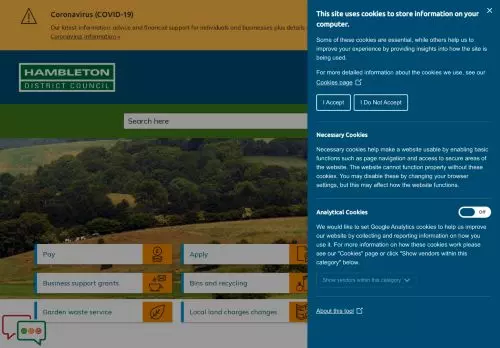 Coronavirus (COVID-19)
Our latest information, advice and financial support for individuals and businesses plus details
Coronavirus information »
HAMBLETON
DISTRICT COUNCIL
Search here
Pay
Apply
Business support grants
Bins and recycling
Garden waste service
Local land charges changes
This site uses cookies to store information on your
computer.
Some of these cookies are essential, while others help us to
improve your experience by providing insights into how the site is
being used.
For more detailed information about the cookies we use, see our
Cookies page
I Accept
I Do Not Accept
Necessary Cookies
Necessary cookies help make a website usable by enabling basic
functions such as page navigation and access to secure areas of
the website. The website cannot function properly without these
cookies. You may disable these by changing your browser
settings, but this may affect how the website functions.
Analytical Cookies
Off
We would like to set Google Analytics cookies to help us improve
our website by collecting and reporting information on how you
use it. For more information on how these cookies work please
see our "Cookies" page or click "Show vendors within this
category" below.
Show vendors within this category
About this tool